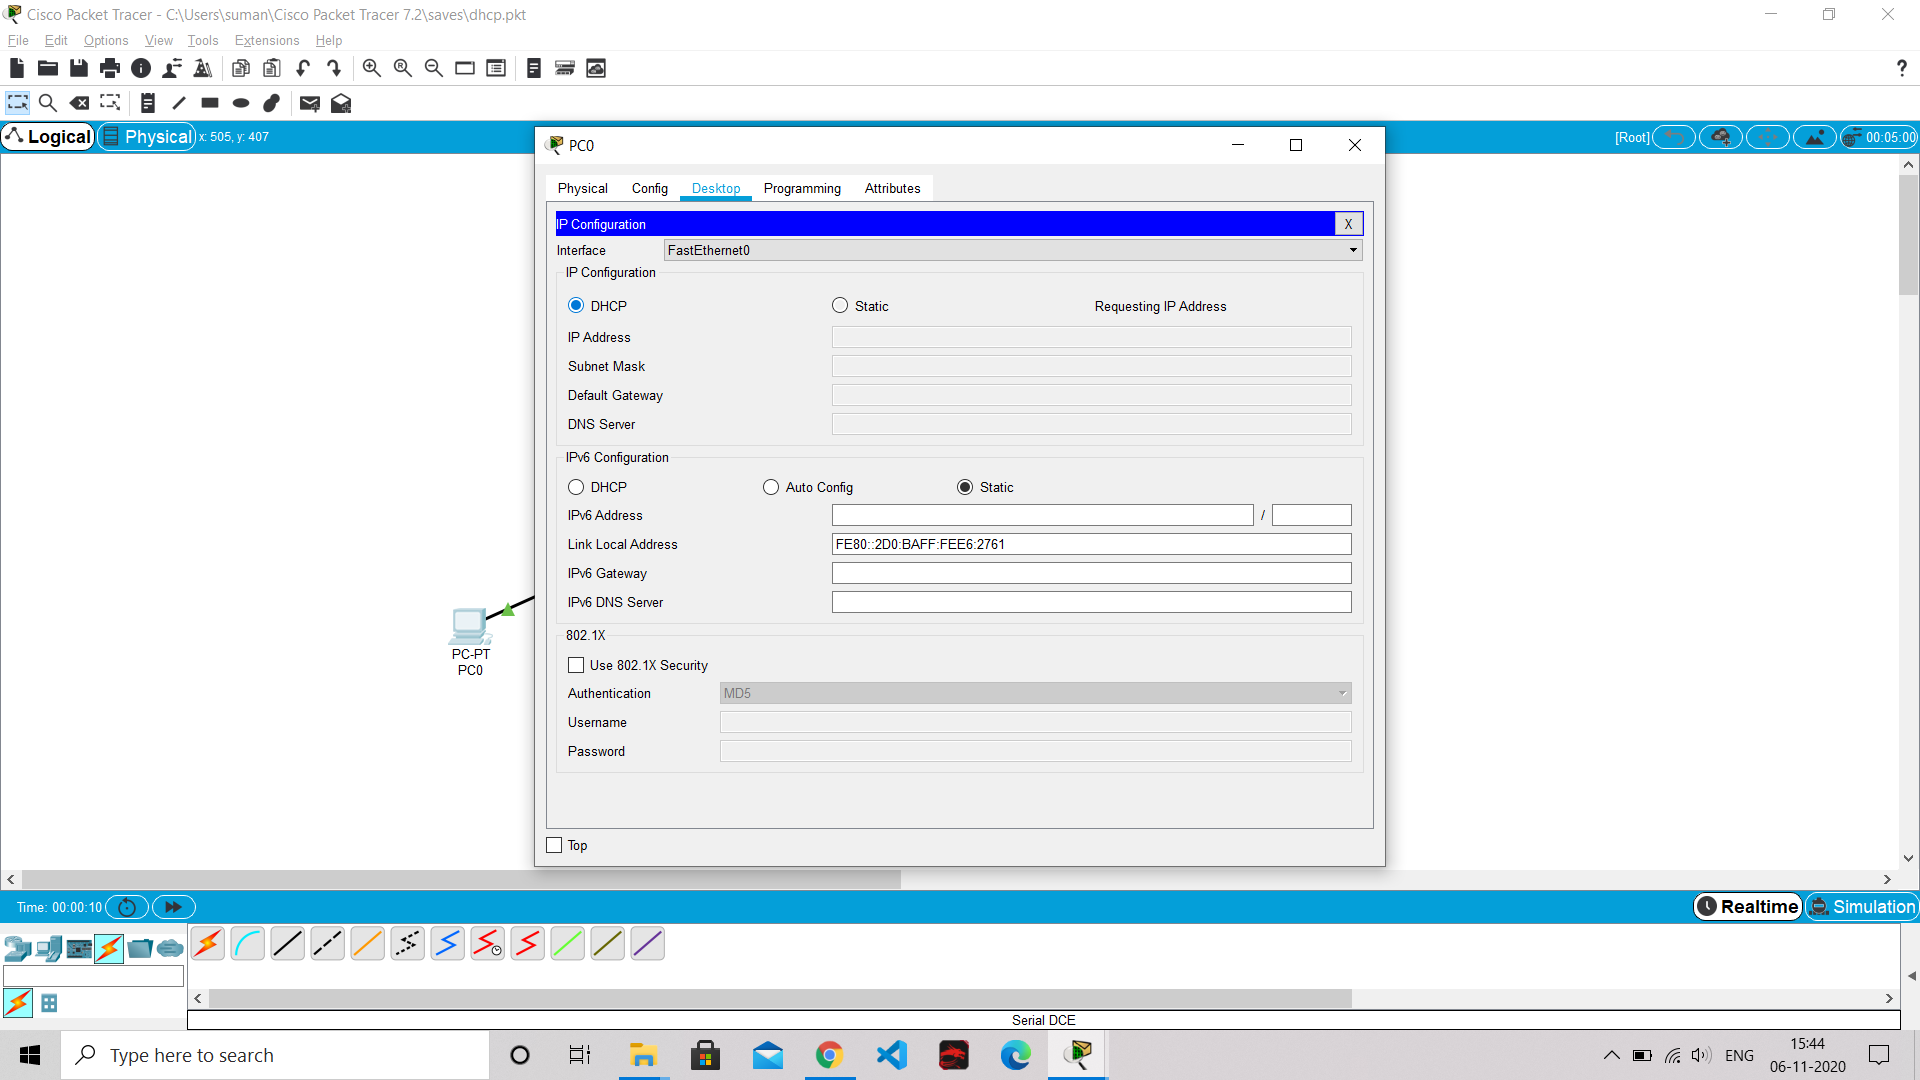 Cisco Packet Tracer - C:\Users\suman\Cisco Packet Tracer 7.2\saves\dhcp.pkt
File Edit Options View Tools Extensions Help
?
Logical Physical x: 505, y: 407
[Root] 00:05:00
PC0
Physical Config Desktop Programming Attributes
IP Configuration X
Interface FastEthernet0
IP Configuration
DHCP Static Requesting IP Address
IP Address
Subnet Mask
Default Gateway
DNS Server
IPv6 Configuration
DHCP Auto Config Static
IPv6 Address /
Link Local Address FE80::2D0:BAFF:FEE6:2761
IPv6 Gateway
IPv6 DNS Server
802.1X
Use 802.1X Security
Authentication MD5
Username
Password
Top
PC-PT
PC0
Time: 00:00:10 Realtime Simulation
Serial DCE
Type here to search
ENG
15:44
06-11-2020